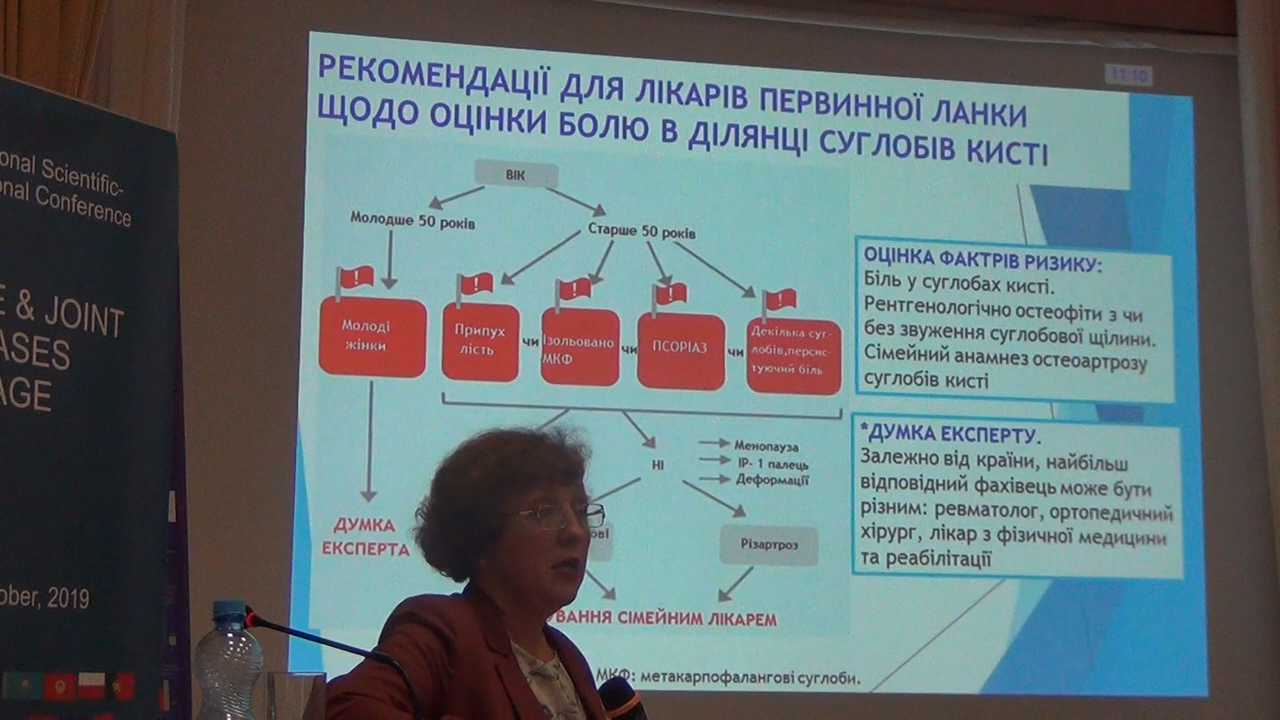 onal Scientific-
onal Conference
E & JOINT
ASES
AGE
ober, 2019
11:10
РЕКОМЕНДАЦІЇ ДЛЯ ЛІКАРІВ ПЕРВИННОЇ ЛАНКИ
ЩОДО ОЦІНКИ БОЛЮ В ДІЛЯНЦІ СУГЛОБІВ КИСТІ
ВІК
Молодше 50 років
Старше 50 років
!
!
!
!
!
Молоді
жінки
Припух
лість
чи
Ізольовано
МКФ
чи
ПСОРІАЗ
чи
Декілька суг-
лобів,персис-
туючий біль
НІ
Менопауза
ІР- 1 палець
Деформації
ДУМКА
ЕКСПЕРТА
ові
Різартроз
УВАННЯ СІМЕЙНИМ ЛІКАРЕМ
МКФ: метакарпофалангові суглоби.
ОЦІНКА ФАКТРІВ РИЗИКУ:
Біль у суглобах кисті.
Рентгенологічно остеофіти з чи
без звуження суглобової щілини.
Сімейний анамнез остеоартрозу
суглобів кисті
*ДУМКА ЕКСПЕРТУ.
Залежно від країни, найбільш
відповідний фахівець може бути
різним: ревматолог, ортопедичний
хірург, лікар з фізичної медицини
та реабілітації